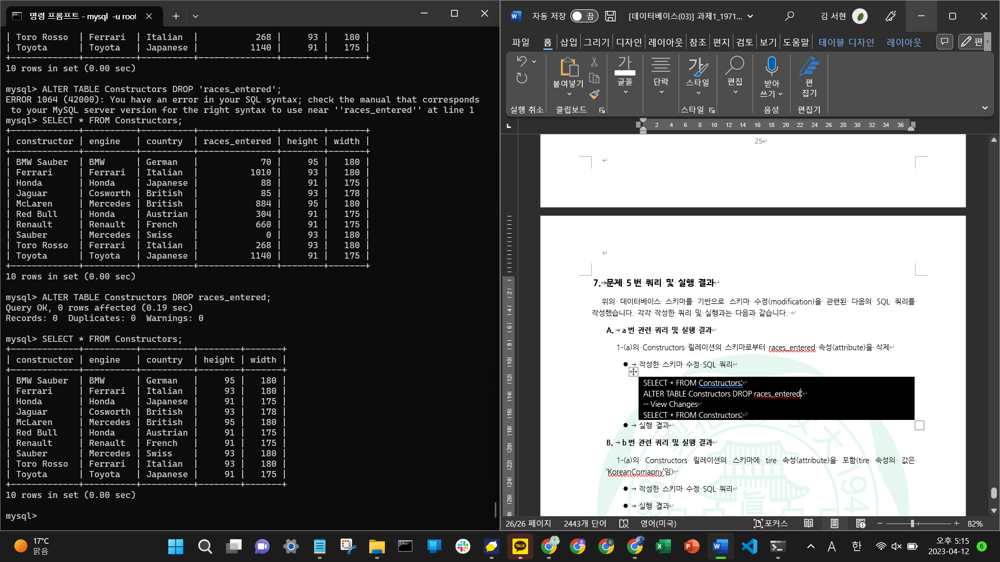 명령 프롬프트 - mysql  -u root
| Toro Rosso  | Ferrari  | Italian  |           268 |     93 |   180 |
| Toyota      | Toyota   | Japanese |          1140 |     91 |   175 |
+-------------+----------+----------+---------------+--------+-------+
10 rows in set (0.00 sec)
mysql> ALTER TABLE Constructors DROP 'races_entered';
ERROR 1064 (42000): You have an error in your SQL syntax; check the manual that corresponds
 to your MySQL server version for the right syntax to use near ''races_entered'' at line 1
mysql> SELECT * FROM Constructors;
+-------------+----------+----------+---------------+--------+-------+
| constructor | engine   | country  | races_entered | height | width |
+-------------+----------+----------+---------------+--------+-------+
| BMW Sauber  | BMW      | German   |            70 |     95 |   180 |
| Ferrari     | Ferrari  | Italian  |          1010 |     93 |   180 |
| Honda       | Honda    | Japanese |            88 |     91 |   175 |
| Jaguar      | Cosworth | British  |            85 |     93 |   178 |
| McLaren     | Mercedes | British  |           884 |     95 |   180 |
| Red Bull    | Honda    | Austrian |           304 |     91 |   175 |
| Renault     | Renault  | French   |           660 |     91 |   175 |
| Sauber      | Mercedes | Swiss    |             0 |     93 |   180 |
| Toro Rosso  | Ferrari  | Italian  |           268 |     93 |   180 |
| Toyota      | Toyota   | Japanese |          1140 |     91 |   175 |
+-------------+----------+----------+---------------+--------+-------+
10 rows in set (0.00 sec)
mysql> ALTER TABLE Constructors DROP races_entered;
Query OK, 0 rows affected (0.19 sec)
Records: 0  Duplicates: 0  Warnings: 0
mysql> SELECT * FROM Constructors;
+-------------+----------+----------+--------+-------+
| constructor | engine   | country  | height | width |
+-------------+----------+----------+--------+-------+
| BMW Sauber  | BMW      | German   |     95 |   180 |
| Ferrari     | Ferrari  | Italian  |     93 |   180 |
| Honda       | Honda    | Japanese |     91 |   175 |
| Jaguar      | Cosworth | British  |     93 |   178 |
| McLaren     | Mercedes | British  |     95 |   180 |
| Red Bull    | Honda    | Austrian |     91 |   175 |
| Renault     | Renault  | French   |     91 |   175 |
| Sauber      | Mercedes | Swiss    |     93 |   180 |
| Toro Rosso  | Ferrari  | Italian  |     93 |   180 |
| Toyota      | Toyota   | Japanese |     91 |   175 |
+-------------+----------+----------+--------+-------+
10 rows in set (0.00 sec)
mysql>
자동 저장 끔 [데이터베이스(03)] 과제1_1971... 김 서현
파일 홈 삽입 그리기 디자인 레이아웃 참조 편지 검토 보기 도움말 테이블 디자인 레이아웃 편
붙여넣기 가 글꼴 단락 가 스타일 편집 받아쓰기 편집기
실행 취소 클립보드 스타일 음성 편집기
2 4 6 8 10 12 14 16 18 20 22 24 26 28 30 32 34 36
25
7. 문제 5 번 쿼리 및 실행 결과
위의 데이터베이스 스키마를 기반으로 스키마 수정(modification)을 관련된 다음의 SQL 쿼리를
작성했습니다. 각각 작성한 쿼리 및 실행과는 다음과 같습니다.
A. a 번 관련 쿼리 및 실행 결과
1-(a)의 Constructors 릴레이션의 스키마로부터 races_entered 속성(attribute)을 삭제
● 작성한 스키마 수정 SQL 쿼리
SELECT * FROM Constructors;
ALTER TABLE Constructors DROP races_entered;
-- View Changes
SELECT * FROM Constructors;
● 실행 결과
B. b 번 관련 쿼리 및 실행 결과
1-(a)의 Constructors 릴레이션의 스키마에 tire 속성(attribute)을 포함(tire 속성의 값은
‘KoreanComapny’임)
● 작성한 스키마 수정 SQL 쿼리
● 실행 결과
26/26 페이지 2443개 단어 영어(미국) 포커스 82%
17°C
맑음
TALK
A 한
오후 5:15
2023-04-12
6